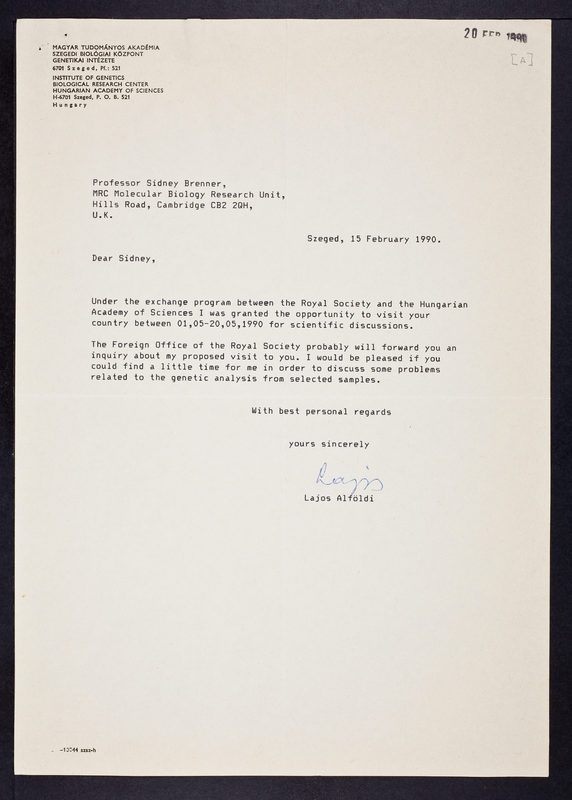 20 FEB 1990
[A]
MAGYAR TUDOMÁNYOS AKADÉMIA
SZEGEDI BIOLÓGIAI KÖZPONT
GENETIKAI INTÉZETE
6701 Szeged, Pf.: 521
INSTITUTE OF GENETICS
BIOLOGICAL RESEARCH CENTER
HUNGARIAN ACADEMY OF SCIENCES
H-6701 Szeged, P. O. B. 521
Hungary
Professor Sidney Brenner,
MRC Molecular Biology Research Unit,
Hills Road, Cambridge CB2 2QH,
U.K.
Szeged, 15 February 1990.
Dear Sidney,
Under the exchange program between the Royal Society and the Hungarian
Academy of Sciences I was granted the opportunity to visit your
country between 01,05-20,05,1990 for scientific discussions.
The Foreign Office of the Royal Society probably will forward you an
inquiry about my proposed visit to you. I would be pleased if you
could find a little time for me in order to discuss some problems
related to the genetic analysis from selected samples.
With best personal regards
yours sincerely
Lajos
Lajos Alföldi